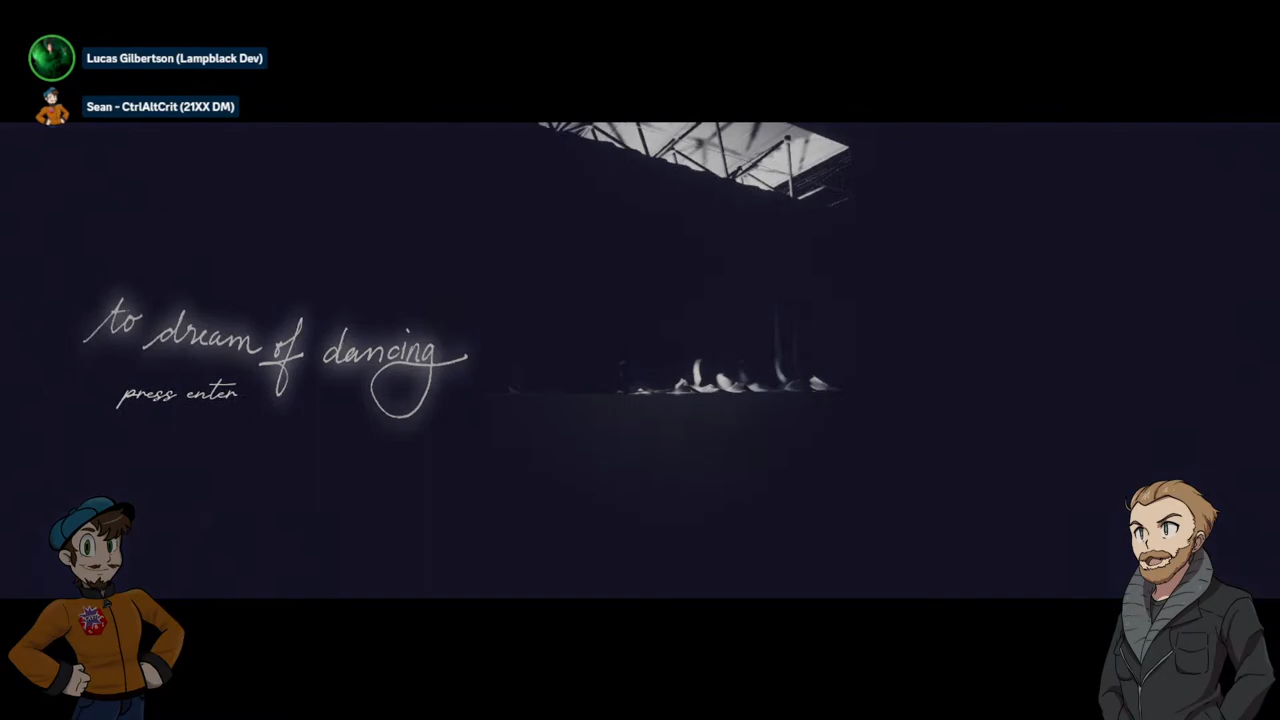 Lucas Gilbertson (Lampblack Dev)
Sean - CtrlAltCrit (21XX DM)
to dream of dancing
press enter